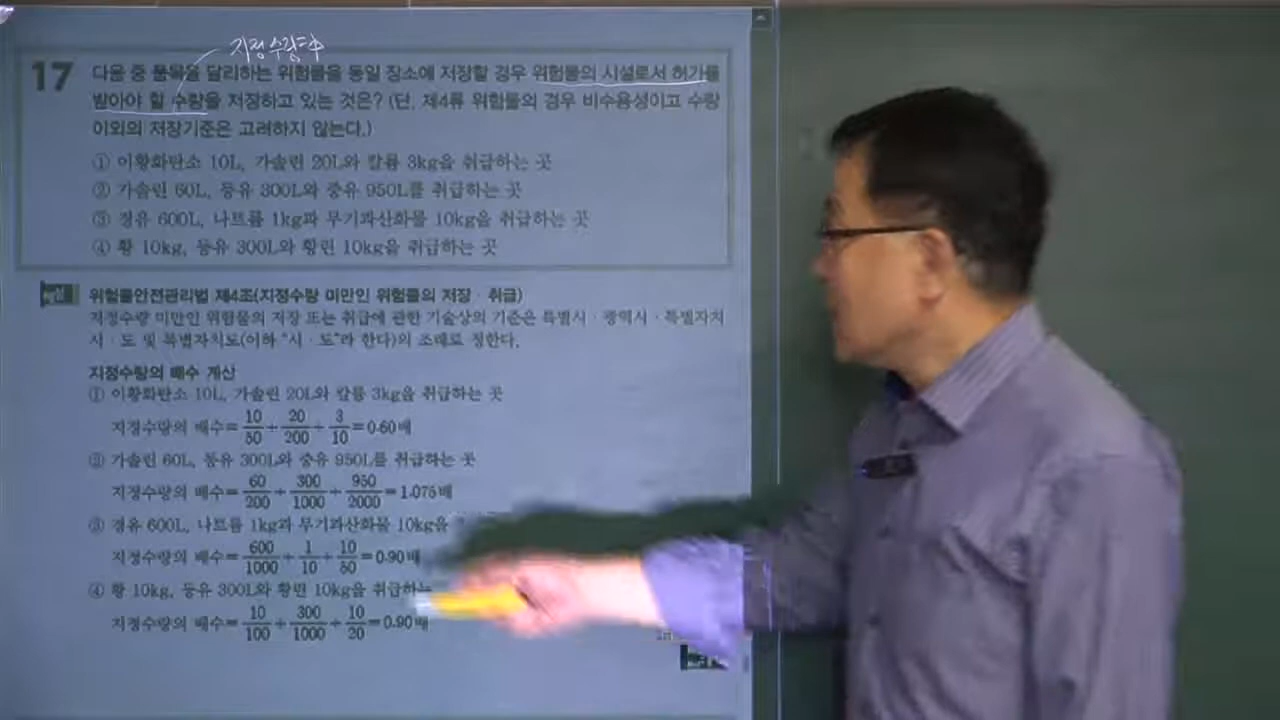 지정수량
17 다음 중 품목을 달리하는 위험물을 동일 장소에 저장할 경우 위험물의 시설로서 허가를
받아야 할 수량을 저장하고 있는 것은? (단, 제4류 위험물의 경우 비수용성이고 수량
이외의 저장기준은 고려하지 않는다.)
① 이황화탄소 10L, 가솔린 20L와 칼륨 3kg을 취급하는 곳
② 가솔린 60L, 등유 300L와 중유 950L를 취급하는 곳
③ 경유 600L, 나트륨 1kg과 무기과산화물 10kg을 취급하는 곳
④ 황 10kg, 등유 300L와 황린 10kg을 취급하는 곳
해설 위험물안전관리법 제4조(지정수량 미만인 위험물의 저장 · 취급)
지정수량 미만인 위험물의 저장 또는 취급에 관한 기술상의 기준은 특별시 · 광역시 · 특별자치
시 · 도 및 특별자치도(이하 "시 · 도"라 한다)의 조례로 정한다.
지정수량의 배수 계산
① 이황화탄소 10L, 가솔린 20L와 칼륨 3kg을 취급하는 곳
지정수량의 배수= 10/50 + 20/200 + 3/10 =0.60배
② 가솔린 60L, 등유 300L와 중유 950L를 취급하는 곳
지정수량의 배수= 60/200 + 300/1000 + 950/2000 =1.075배
③ 경유 600L, 나트륨 1kg과 무기과산화물 10kg을
지정수량의 배수= 600/1000 + 1/10 + 10/50 =0.90배
④ 황 10kg, 등유 300L와 황린 10kg을 취급하는
지정수량의 배수= 10/100 + 300/1000 + 10/20 =0.90배